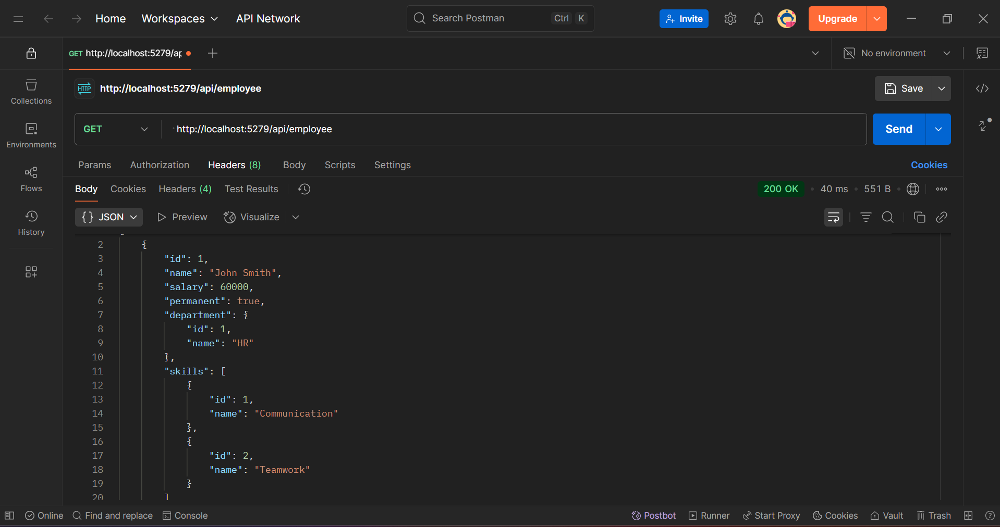 Home Workspaces API Network Search Postman Ctrl K Invite Upgrade
GET http://localhost:5279/ap No environment
HTTP http://localhost:5279/api/employee Save
GET http://localhost:5279/api/employee Send
Params Authorization Headers (8) Body Scripts Settings Cookies
Body Cookies Headers (4) Test Results 200 OK 40 ms 551 B
{} JSON Preview Visualize
Collections
Environments
Flows
History
2 {
3 "id": 1,
4 "name": "John Smith",
5 "salary": 60000,
6 "permanent": true,
7 "department": {
8 "id": 1,
9 "name": "HR"
10 },
11 "skills": [
12 {
13 "id": 1,
14 "name": "Communication"
15 },
16 {
17 "id": 2,
18 "name": "Teamwork"
19 }
20 ]
Online Find and replace Console Postbot Runner Start Proxy Cookies Vault Trash